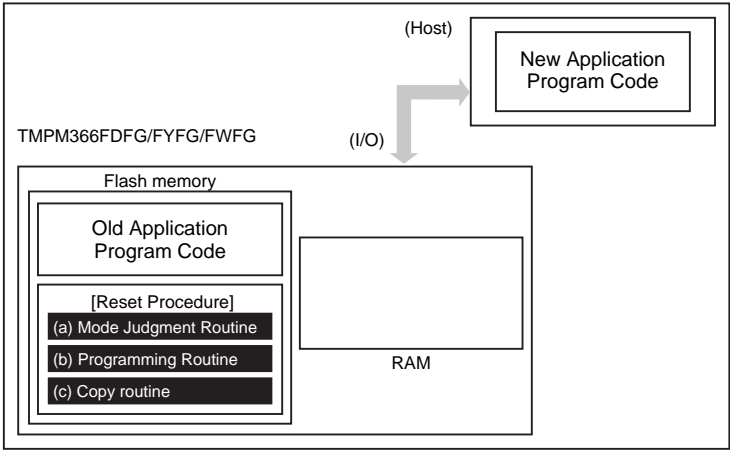 (Host)
New Application
Program Code
TMPM366FDFG/FYFG/FWFG
(I/O)
Flash memory
Old Application
Program Code
[Reset Procedure]
(a) Mode Judgment Routine
(b) Programming Routine
(c) Copy routine
RAM